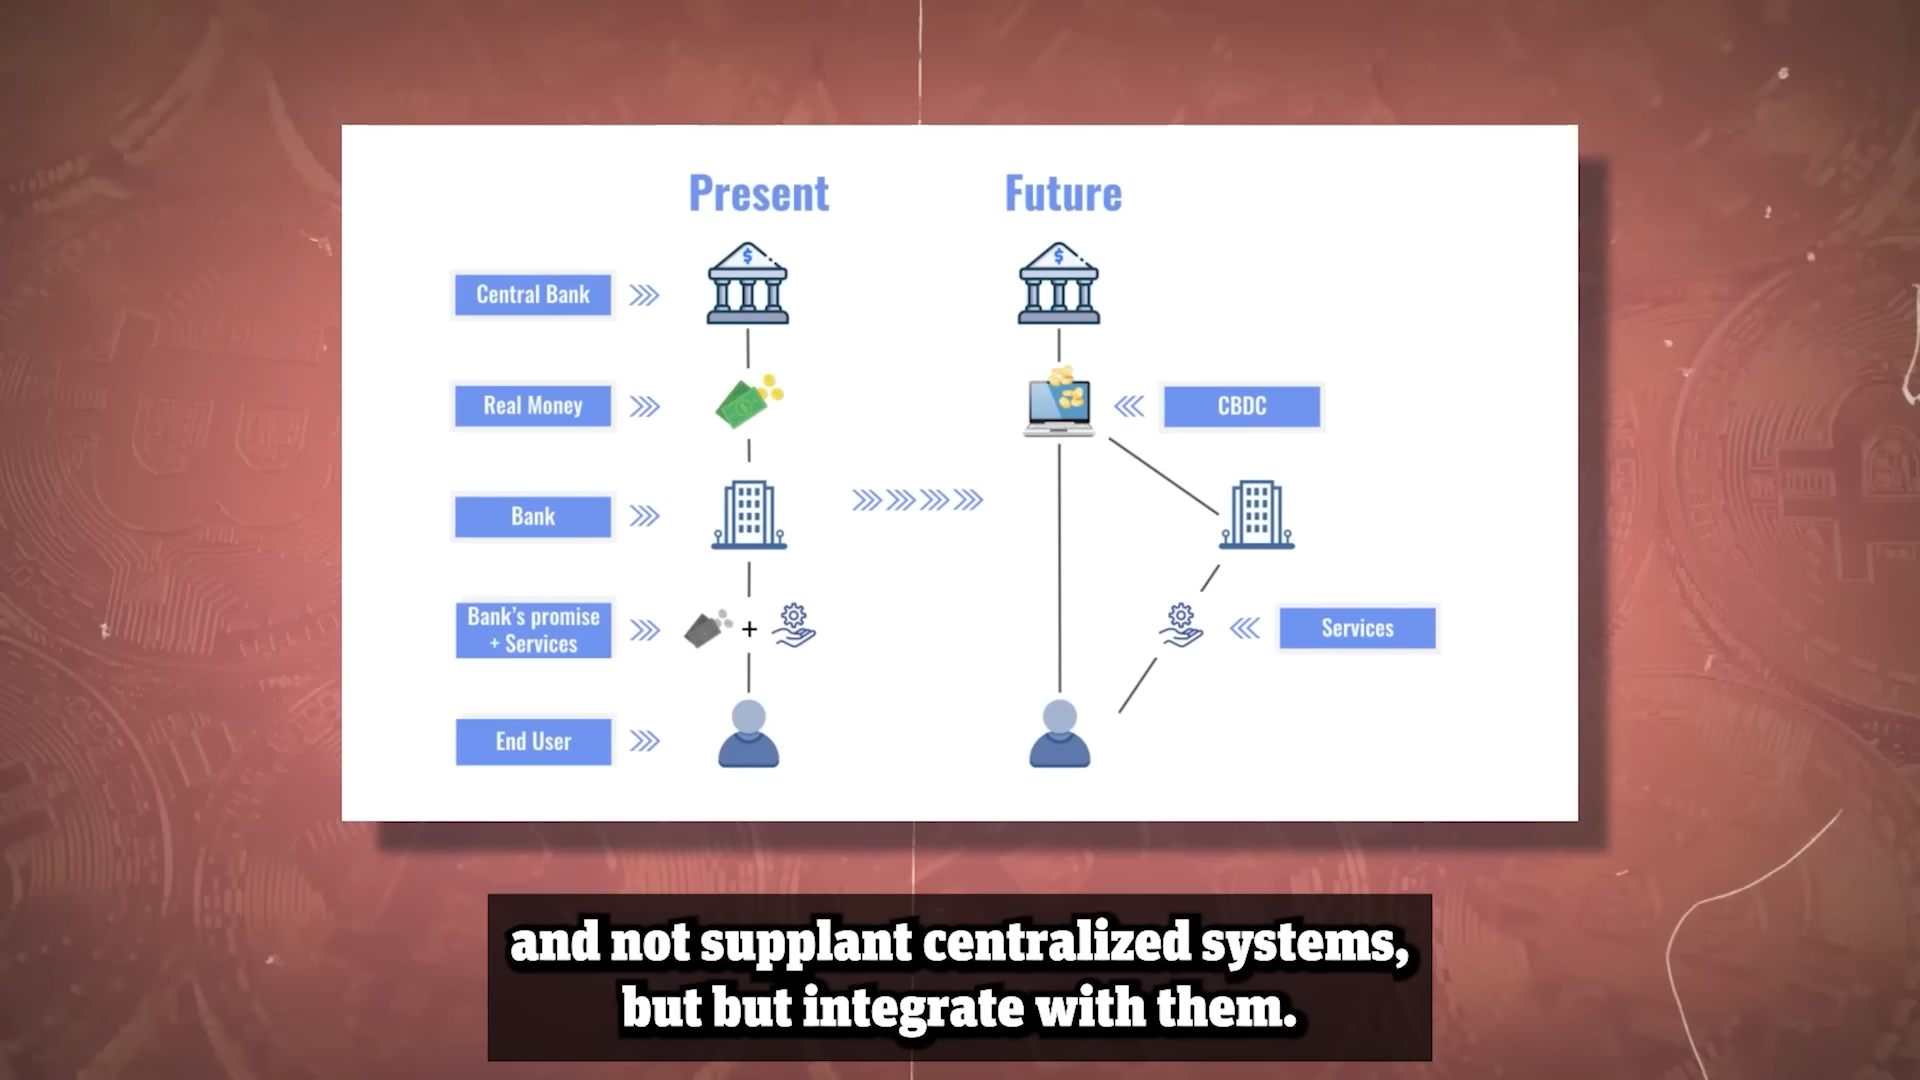 Present
Future
Central Bank
Real Money
CBDC
Bank
Bank's promise
+ Services
+
Services
End User
and not supplant centralized systems,
but but integrate with them.